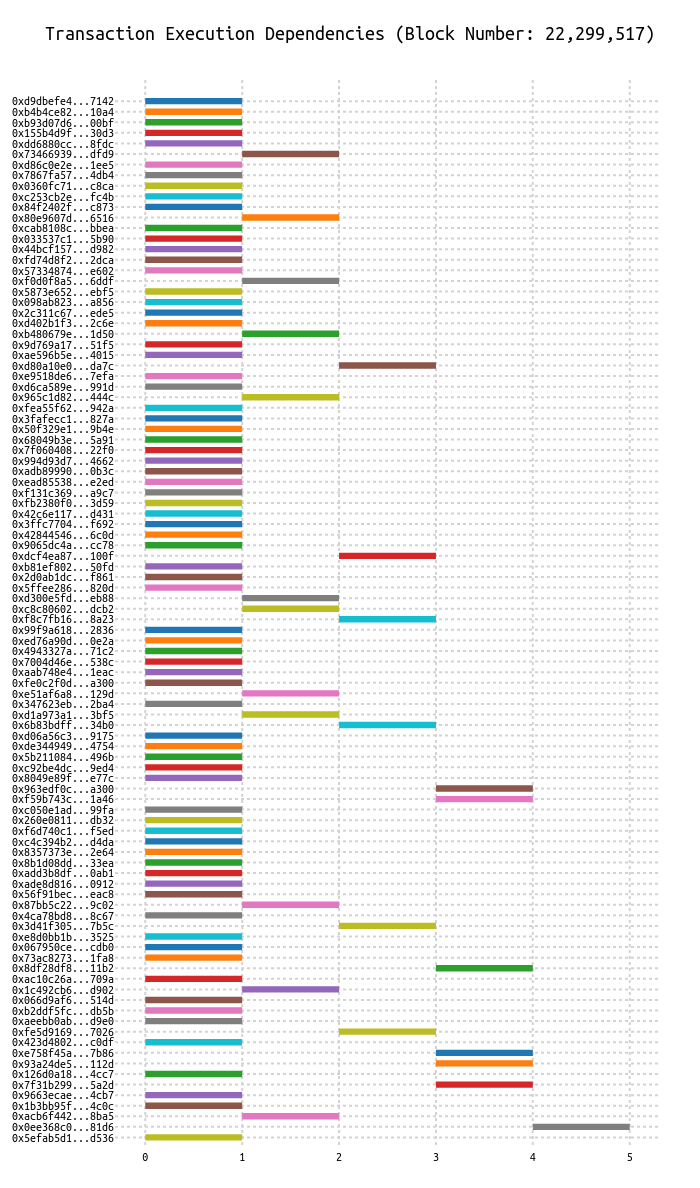 Transaction Execution Dependencies (Block Number: 22,299,517)
0xd9dbefe4...7142
0xb4b4ce82...10a4
0xb93d07d6...00bf
0x155b4d9f...30d3
0xdd6880cc...8fdc
0x73466939...dfd9
0xd86c0e2e...1ee5
0x7867fa57...4db4
0x0360fc71...c8ca
0xc253cb2e...fc4b
0x84f2402f...c873
0x80e9607d...6516
0xcab8108c...bbea
0x033537c1...5b90
0x44bcf157...d982
0xfd74d8f2...2dca
0x57334874...e602
0xf0d0f8a5...6ddf
0x5873e652...ebf5
0x098ab823...a856
0x2c311c67...ede5
0xd402b1f3...2c6e
0xb480679e...1d50
0x9d769a17...51f5
0xae596b5e...4015
0xd80a10e0...da7c
0xe9518de6...7efa
0xd6ca589e...991d
0x965c1d82...444c
0xfea55f62...942a
0x3fafecc1...827a
0x50f329e1...9b4e
0x68049b3e...5a91
0x7f060408...22f0
0x994d93d7...4662
0xadb89990...0b3c
0xead85538...e2ed
0xf131c369...a9c7
0xfb2380f0...3d59
0x42c6e117...d431
0x3ffc7704...f692
0x42844546...6c0d
0x9065dc4a...cc78
0xdcf4ea87...100f
0xb81ef802...50fd
0x2d0ab1dc...f861
0x5ffee286...820d
0xd300e5fd...eb88
0xc8c80602...dcb2
0xf8c7fb16...8a23
0x99f9a618...2836
0xed76a90d...0e2a
0x4943327a...71c2
0x7004d46e...538c
0xaab748e4...1eac
0xfe0c2f0d...a300
0xe51af6a8...129d
0x347623eb...2ba4
0xd1a973a1...3bf5
0x6b83bdff...34b0
0xd06a56c3...9175
0xde344949...4754
0x5b211084...496b
0xc92be4dc...9ed4
0x8049e89f...e77c
0x963edf0c...a300
0xf59b743c...1a46
0xc050e1ad...99fa
0x260e0811...db32
0xf6d740c1...f5ed
0xc4c394b2...d4da
0x8357373e...2e64
0x8b1d08dd...33ea
0xadd3b8df...0ab1
0xade8d816...0912
0x56f91bec...eac8
0x87bb5c22...9c02
0x4ca78bd8...8c67
0x3d41f305...7b5c
0xe8d0bb1b...3525
0x067950ce...cdb0
0x73ac8273...1fa8
0x8df28df8...11b2
0xac10c26a...709a
0x1c492cb6...d902
0x066d9af6...514d
0xb2ddf5fc...db5b
0xaeebb0ab...d9e0
0xfe5d9169...7026
0x423d4802...c0df
0xe758f45a...7b86
0x93a24de5...112d
0x126d0a18...4cc7
0x7f31b299...5a2d
0x9663ecae...4cb7
0x1b3bb95f...4c0c
0xacb6f442...8ba5
0x0ee368c0...81d6
0x5efab5d1...d536
0 1 2 3 4 5